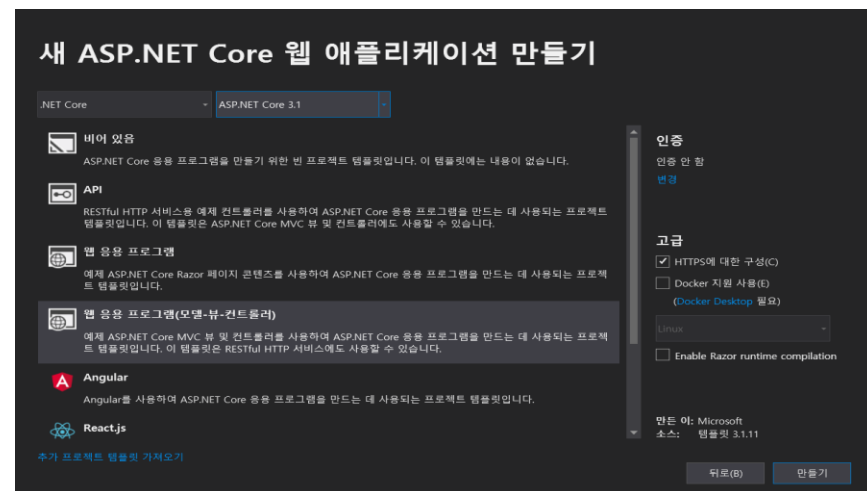 새 ASP.NET Core 웹 애플리케이션 만들기
.NET Core
ASP.NET Core 3.1
비어 있음
ASP.NET Core 응용 프로그램을 만들기 위한 빈 프로젝트 템플릿입니다. 이 템플릿에는 내용이 없습니다.
API
RESTful HTTP 서비스용 예제 컨트롤러를 사용하여 ASP.NET Core 응용 프로그램을 만드는 데 사용되는 프로젝트
템플릿입니다. 이 템플릿은 ASP.NET Core MVC 뷰 및 컨트롤러에도 사용할 수 있습니다.
웹 응용 프로그램
예제 ASP.NET Core Razor 페이지 콘텐츠를 사용하여 ASP.NET Core 응용 프로그램을 만드는 데 사용되는 프로젝
트 템플릿입니다.
웹 응용 프로그램(모델-뷰-컨트롤러)
예제 ASP.NET Core MVC 뷰 및 컨트롤러를 사용하여 ASP.NET Core 응용 프로그램을 만드는 데 사용되는 프로젝
트 템플릿입니다. 이 템플릿은 RESTful HTTP 서비스에도 사용할 수 있습니다.
Angular
Angular를 사용하여 ASP.NET Core 응용 프로그램을 만드는 데 사용되는 프로젝트 템플릿입니다.
React.js
추가 프로젝트 템플릿 가져오기
인증
인증 안 함
변경
고급
HTTPS에 대한 구성(C)
Docker 지원 사용(E)
(Docker Desktop 필요)
Linux
Enable Razor runtime compilation
만든 이: Microsoft
소스: 템플릿 3.1.11
뒤로(B)
만들기